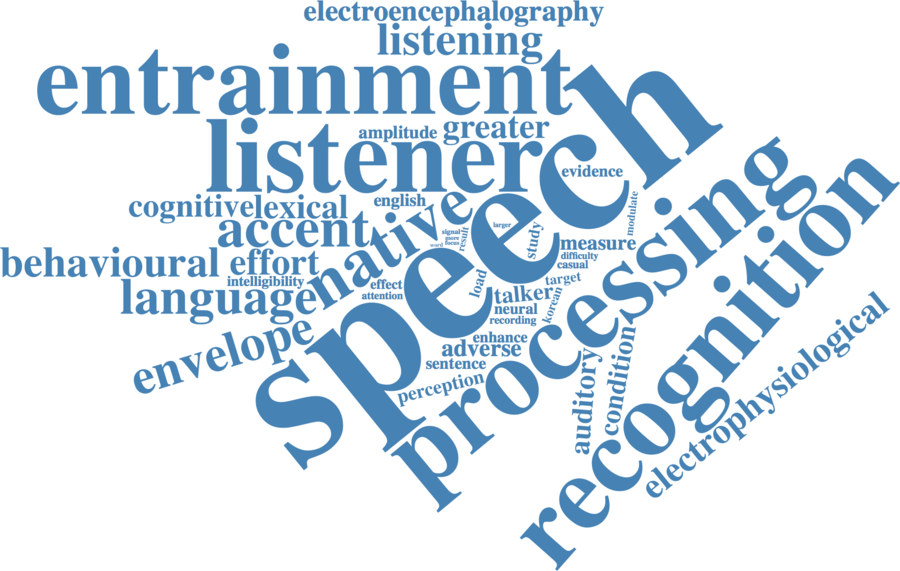 electroencephalography
listening
entrainment
speech
amplitude
greater
listener
evidence
cognitive
lexical
english
native
modulate
accent
larger
study
signal
more
focus
result
word
measure
behavioural
effort
difficulty
casual
intelligibility
effect
attention
load
target
language
talker
korean
neural
recording
processing
recognition
envelope
enhance
adverse
sentence
perception
auditory
condition
electrophysiological